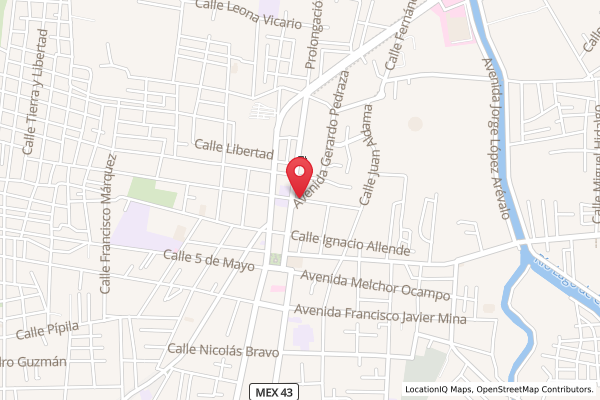 Calle Leona Vicario
Prolongació
Calle Fernán
Calle Tierra y Libertad
Avenida Gerardo Pedraza
Avenida Jorge López Arévalo
Calle Miguel Hidalgo
Calle Libertad
Calle Juan Aldama
Calle Francisco Márquez
Calle Ignacio Allende
Calle 5 de Mayo
Avenida Melchor Ocampo
Avenida Francisco Javier Mina
Calle Pípila
Calle Nicolás Bravo
dro Guzmán
MEX 43
LocationIQ Maps, OpenStreetMap Contributors.